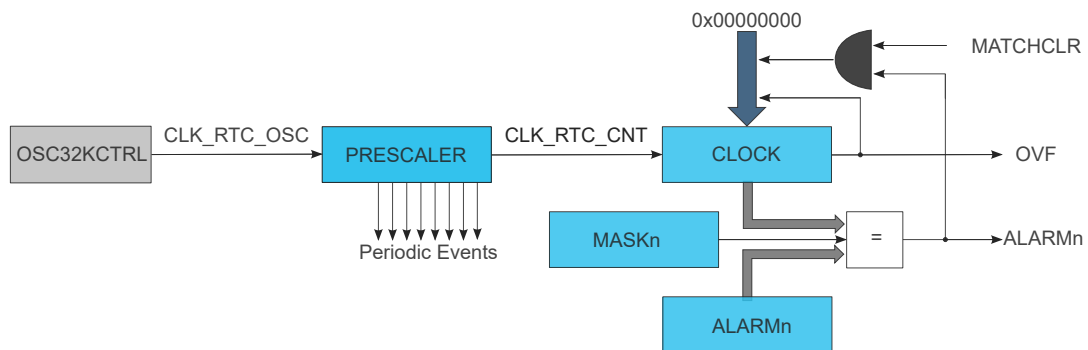 0x00000000
MATCHCLR
OSC32KCTRL
CLK_RTC_OSC
PRESCALER
CLK_RTC_CNT
CLOCK
OVF
Periodic Events
MASKn
=
ALARMn
ALARMn